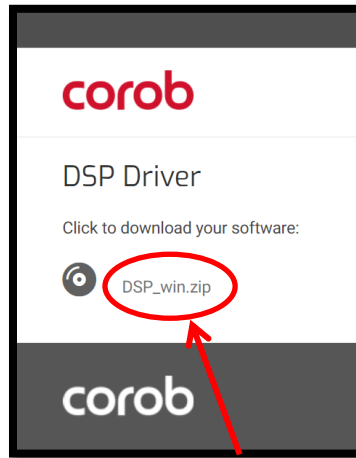 corob
DSP Driver
Click to download your software:
DSP_win.zip
corob